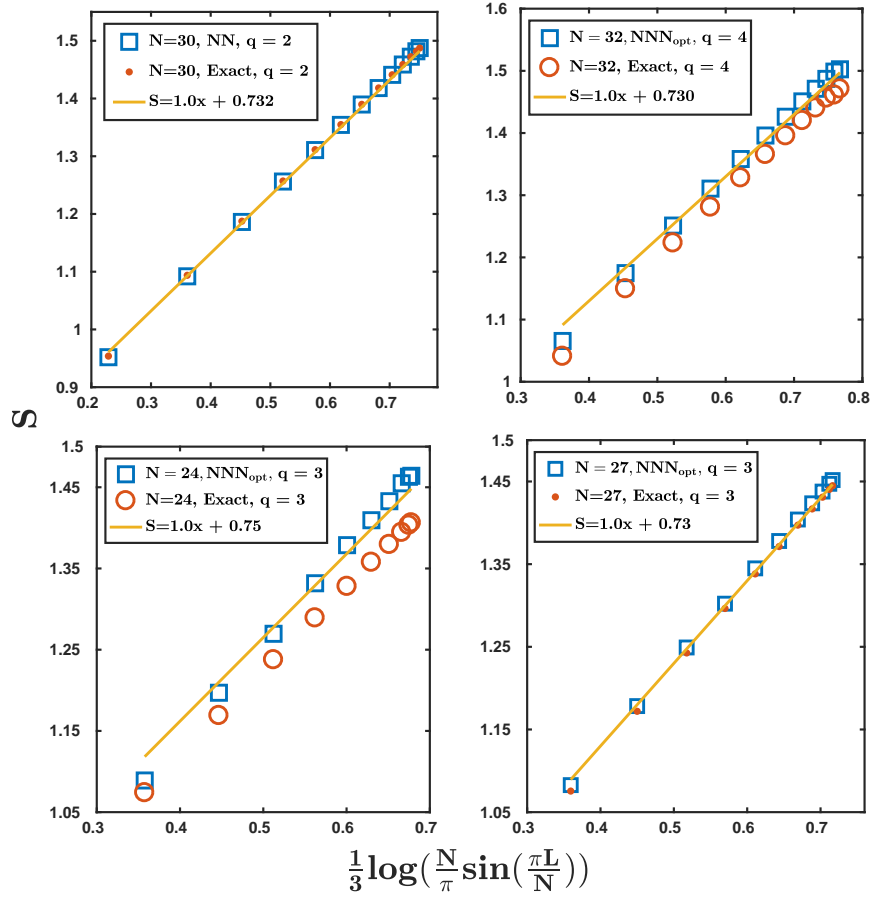 N=30, NN, q = 2
N=30, Exact, q = 2
S=1.0x + 0.732
1.5
1.4
1.3
1.2
1.1
1
0.9
0.2 0.3 0.4 0.5 0.6 0.7
N = 32, NNN_opt, q = 4
N=32, Exact, q = 4
S=1.0x + 0.730
1.6
1.5
1.4
1.3
1.2
1.1
1
0.3 0.4 0.5 0.6 0.7 0.8
S
N = 24, NNN_opt, q = 3
N=24, Exact, q = 3
S=1.0x + 0.75
1.5
1.45
1.35
1.25
1.15
1.05
0.3 0.4 0.5 0.6 0.7
N = 27, NNN_opt, q = 3
N=27, Exact, q = 3
S=1.0x + 0.73
1.5
1.45
1.35
1.25
1.15
1.05
0.3 0.4 0.5 0.6 0.7
1/3 log(N/π sin(πL/N))